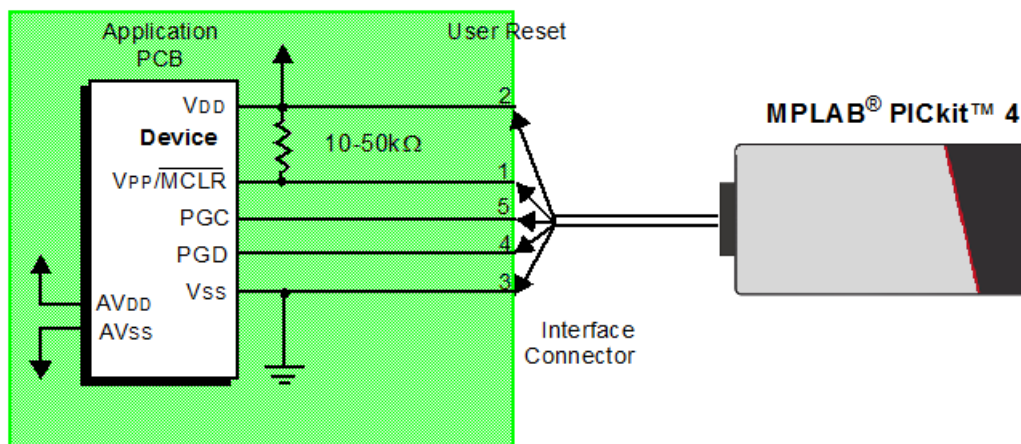 Application
PCB
User Reset
VDD
2
MPLAB® PICkit™ 4
Device
10-50kΩ
VPP/MCLR
1
PGC
5
PGD
4
VSS
3
AVDD
AVSS
Interface
Connector